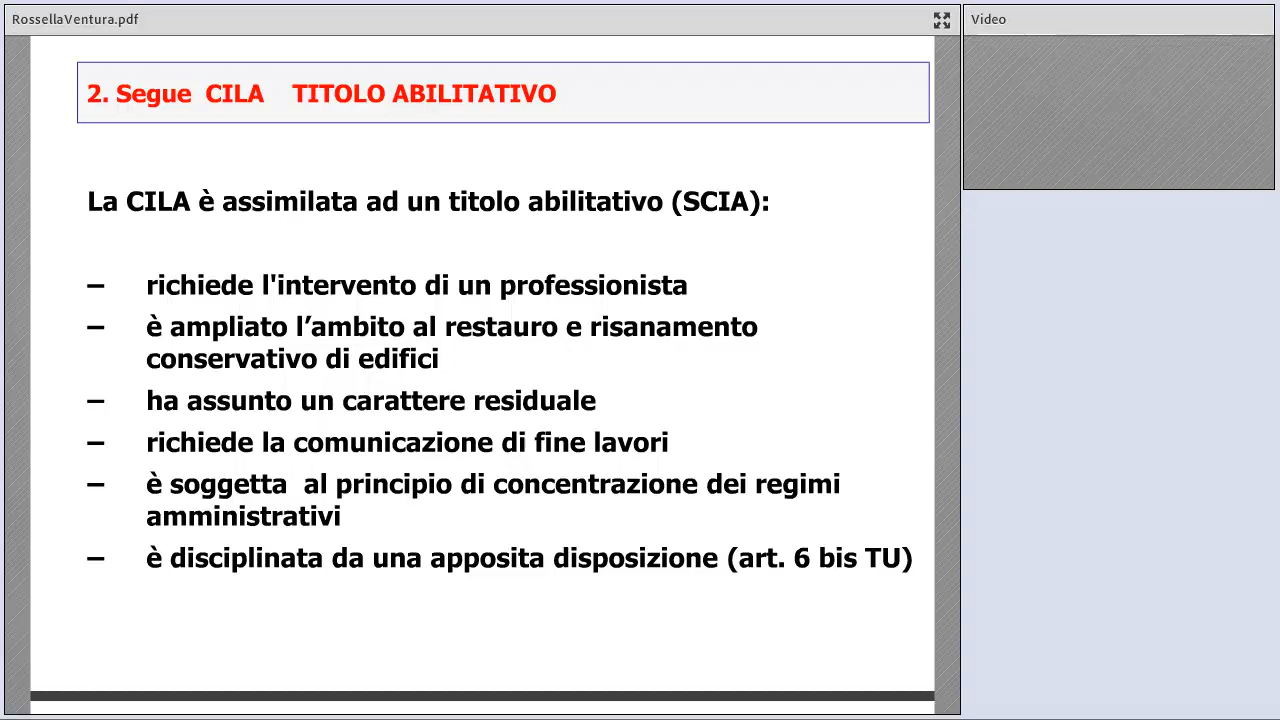 RossellaVentura.pdf
Video
2. Segue CILA TITOLO ABILITATIVO
La CILA è assimilata ad un titolo abilitativo (SCIA):
– richiede l'intervento di un professionista
– è ampliato l’ambito al restauro e risanamento
conservativo di edifici
– ha assunto un carattere residuale
– richiede la comunicazione di fine lavori
– è soggetta al principio di concentrazione dei regimi
amministrativi
– è disciplinata da una apposita disposizione (art. 6 bis TU)